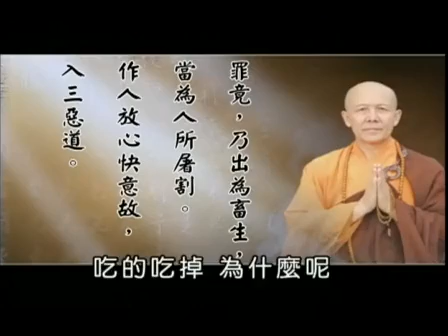 罪竟，乃出為畜生，
當為人所屠割。
作人放心快意故，
入三惡道。
吃的吃掉 為什麼呢